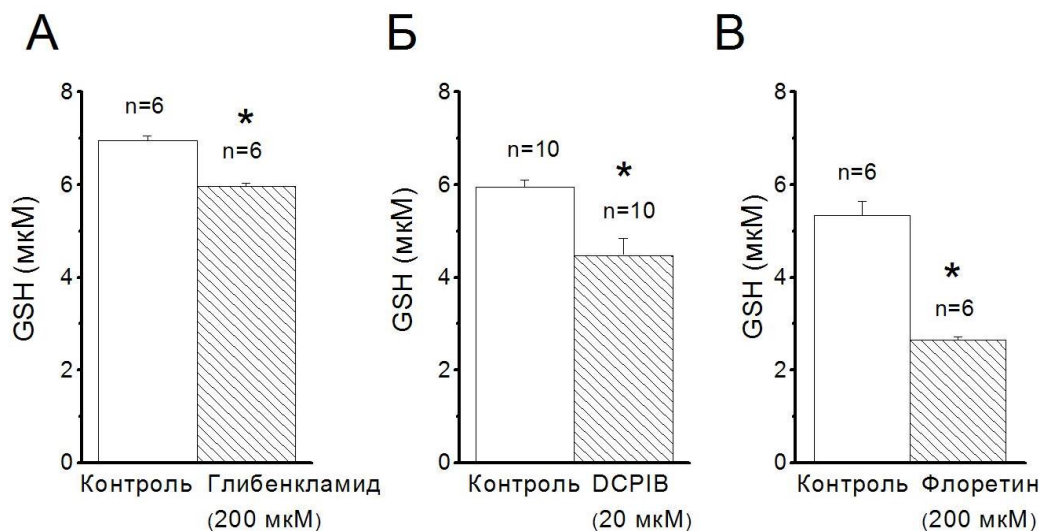 А
8
n=6
*
n=6
6
GSH (мкМ)
4
2
0
Контроль Глибенкламид
(200 мкМ)
Б
8
n=10
*
n=10
6
GSH (мкМ)
4
2
0
Контроль DCPIB
(20 мкМ)
В
8
n=6
*
n=6
6
GSH (мкМ)
4
2
0
Контроль Флоретин
(200 мкМ)